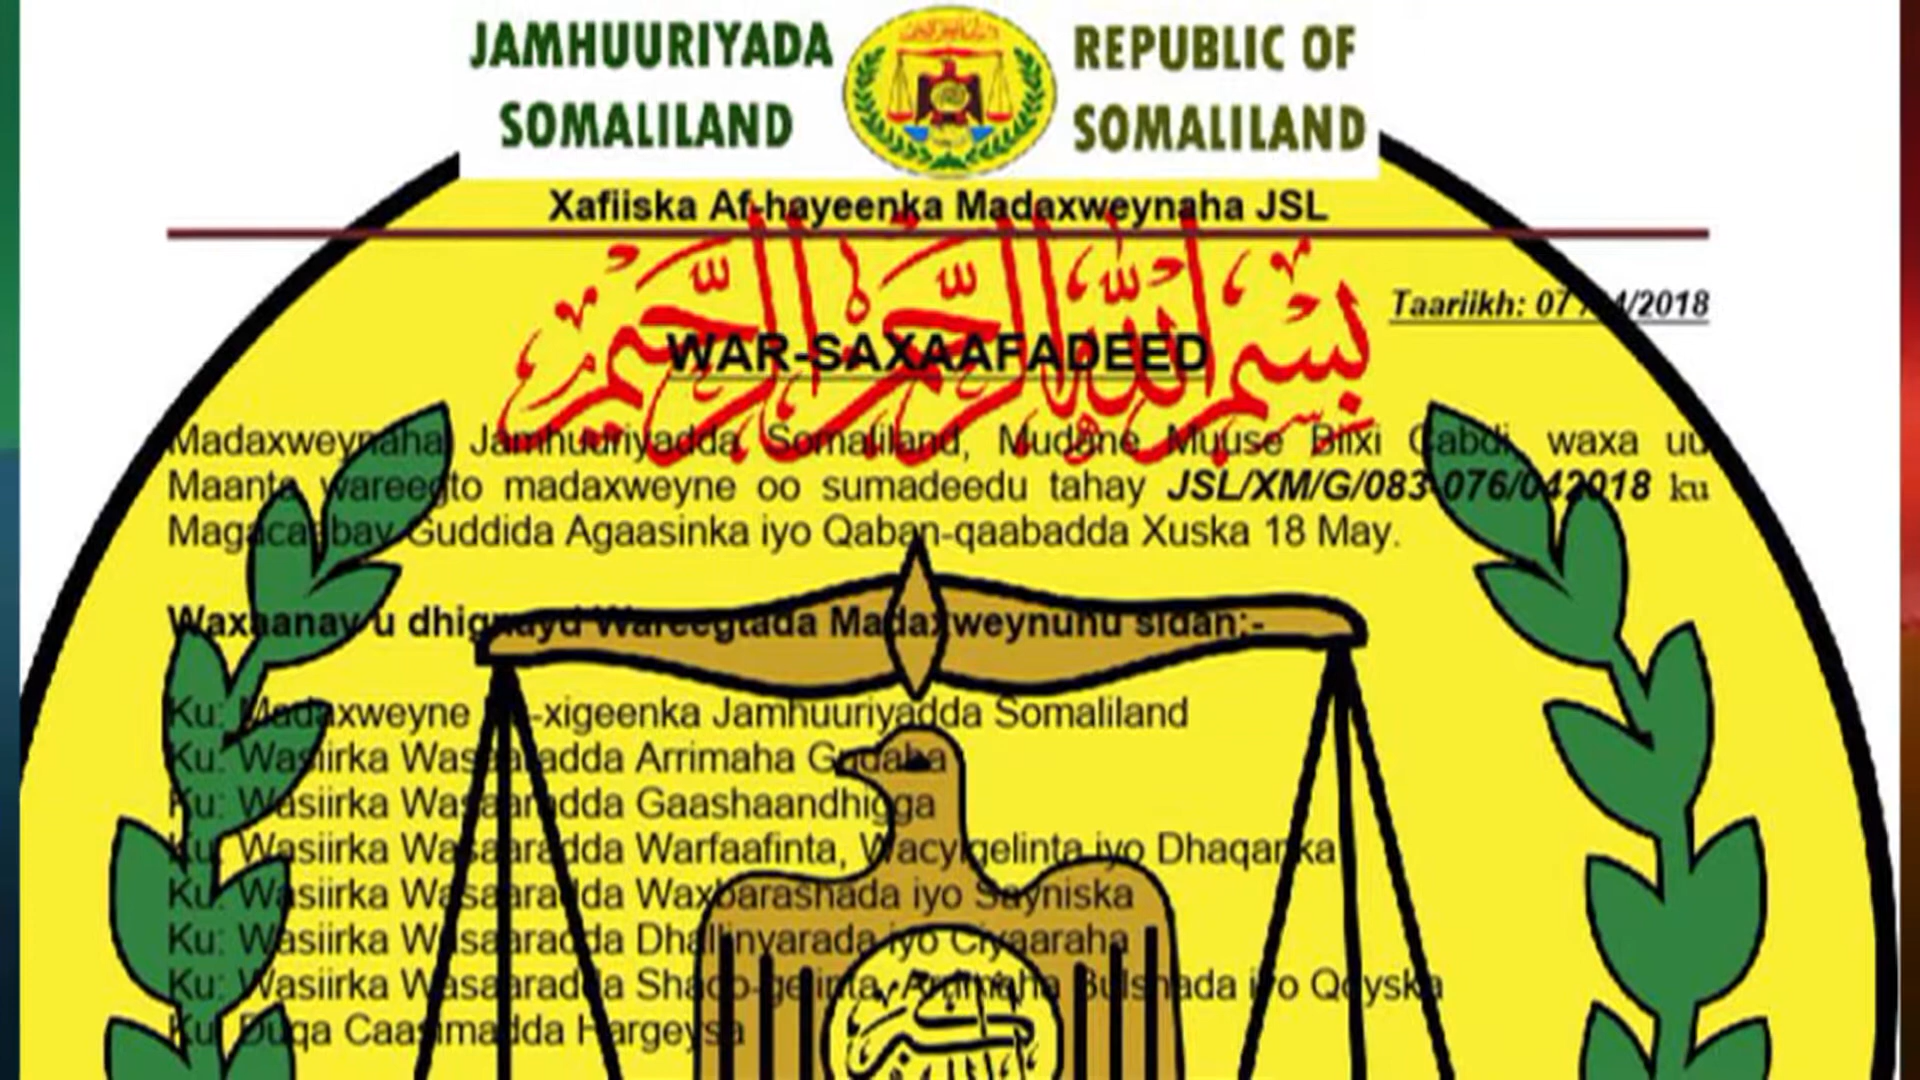 JAMHUURIYADA SOMALILAND
REPUBLIC OF SOMALILAND
Xafiiska Af-hayeenka Madaxweynaha JSL
بسم الله الرحمن الرحيم
Taariikh: 07 /2018
WAR-SAXAAFADEED
Madaxweynaha Jamhuuriyadda Somaliland, Mudane Muuse Biixi Cabdi, waxa uu
Maanta wareegto madaxweyne oo sumadeedu tahay JSL/XM/G/083-076/042018 ku
Magacaabay Guddida Agaasinka iyo Qaban-qaabadda Xuska 18 May.
Waxaanay u dhignayd Wareegtada Madaxweynuhu sidan:-
Ku: Madaxweyne -xigeenka Jamhuuriyadda Somaliland
Ku: Wasiirka Wasaaradda Arrimaha Gudaha
Ku: Wasiirka Wasaaradda Gaashaandhigga
Ku: Wasiirka Wasaaradda Warfaafinta, Wacyigelinta iyo Dhaqanka
Ku: Wasiirka Wasaaradda Waxbarashada iyo Sayniska
Ku: Wasiirka Wasaaradda Dhallinyarada iyo Ciyaaraha
Ku: Wasiirka Wasaaradda Shaqo-gelinta, Arrimaha Bulshada iyo Qoyska
Ku: Duqa Caasimadda Hargeysa